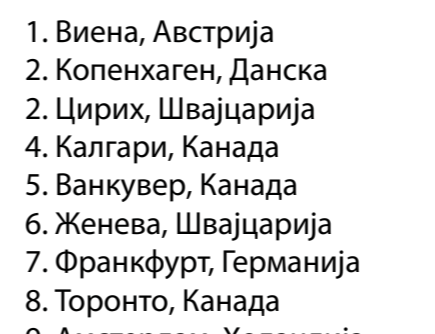 1. Виена, Австрија
2. Копенхаген, Данска
2. Цирих, Швајцарија
4. Калгари, Канада
5. Ванкувер, Канада
6. Женева, Швајцарија
7. Франкфурт, Германија
8. Торонто, Канада